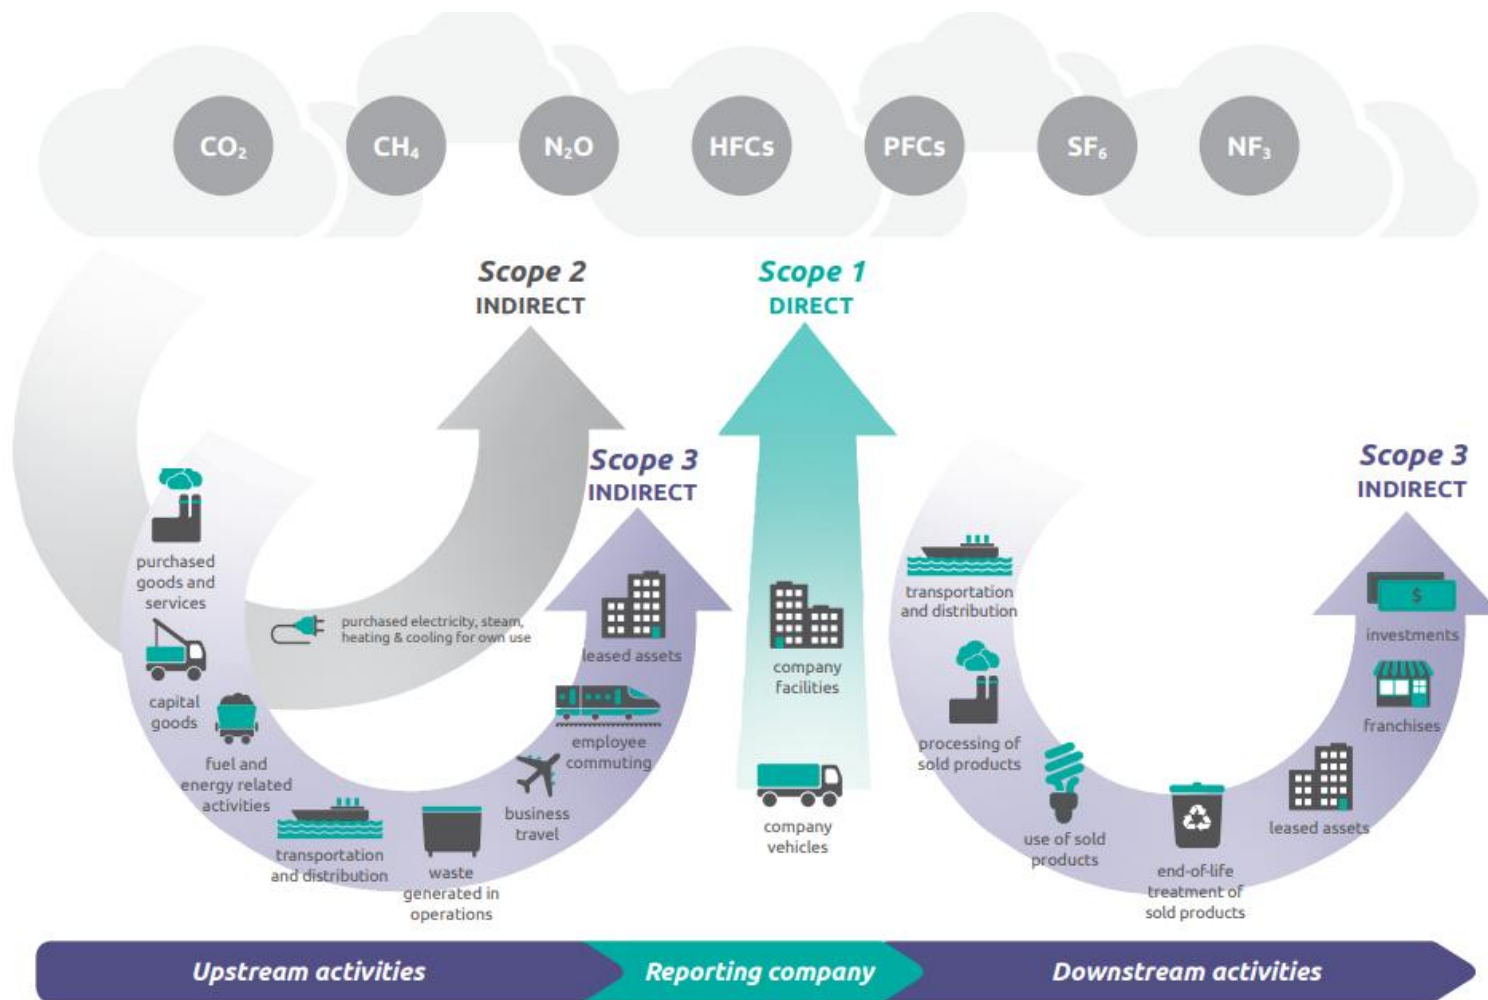 CO₂
CH₄
N₂O
HFCs
PFCs
SF₆
NF₃
Scope 2
INDIRECT
Scope 1
DIRECT
Scope 3
INDIRECT
Scope 3
INDIRECT
purchased
goods and
services
capital
goods
fuel and
energy related
activities
purchased electricity, steam,
heating & cooling for own use
transportation
and distribution
waste
generated in
operations
business
travel
employee
commuting
leased assets
company
facilities
company
vehicles
transportation
and distribution
processing of
sold products
use of sold
products
end-of-life
treatment of
sold products
leased assets
franchises
$
investments
Upstream activities
Reporting company
Downstream activities